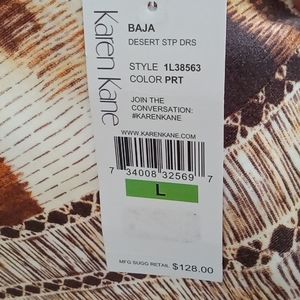 Karen Kane
BAJA
DESERT STP DRS
STYLE 1L38563
COLOR PRT
JOIN THE
CONVERSATION:
#KARENKANE
WWW.KARENKANE.COM
7 34008 32569 7
L
MFG SUGG RETAIL $128.00